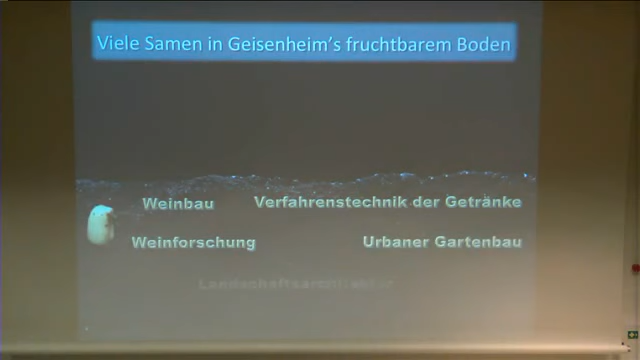 Viele Samen in Geisenheim's fruchtbarem Boden
Weinbau
Verfahrenstechnik der Getränke
Weinforschung
Urbaner Gartenbau
Landschaftsarchitektur